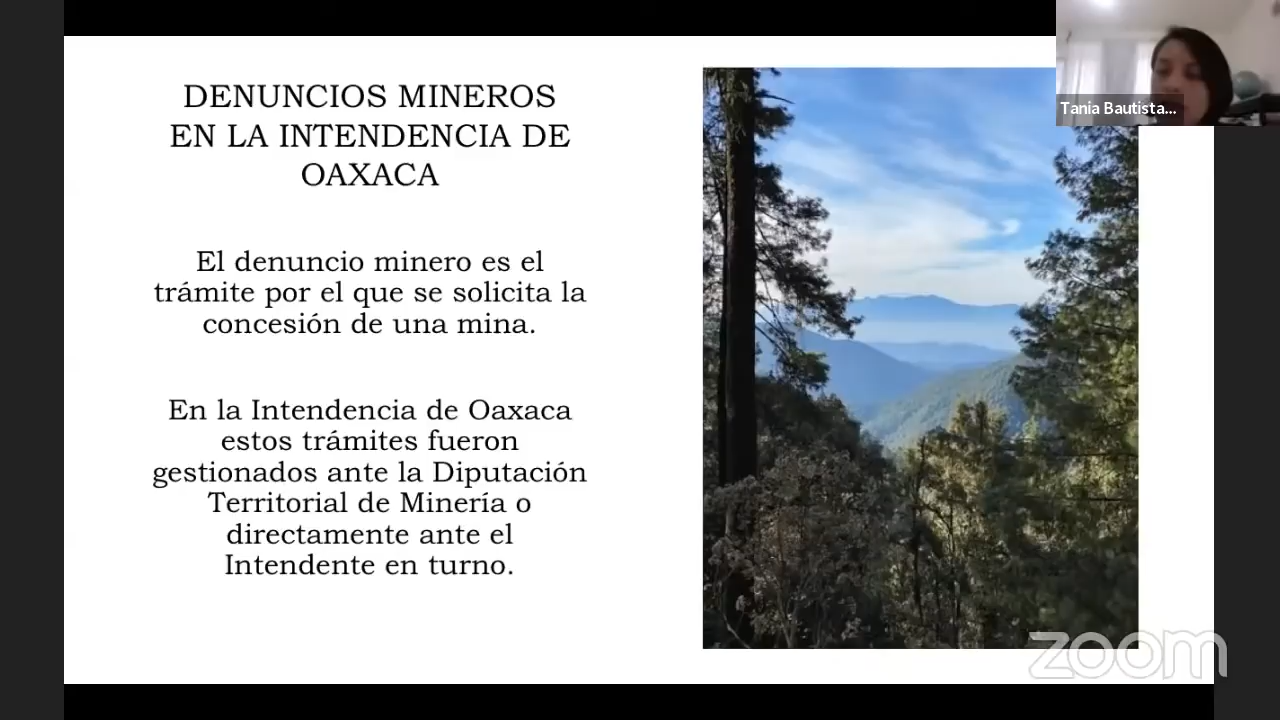 DENUNCIOS MINEROS
EN LA INTENDENCIA DE
OAXACA
El denuncio minero es el
trámite por el que se solicita la
concesión de una mina.
En la Intendencia de Oaxaca
estos trámites fueron
gestionados ante la Diputación
Territorial de Minería o
directamente ante el
Intendente en turno.
Tania Bautista...
zoom